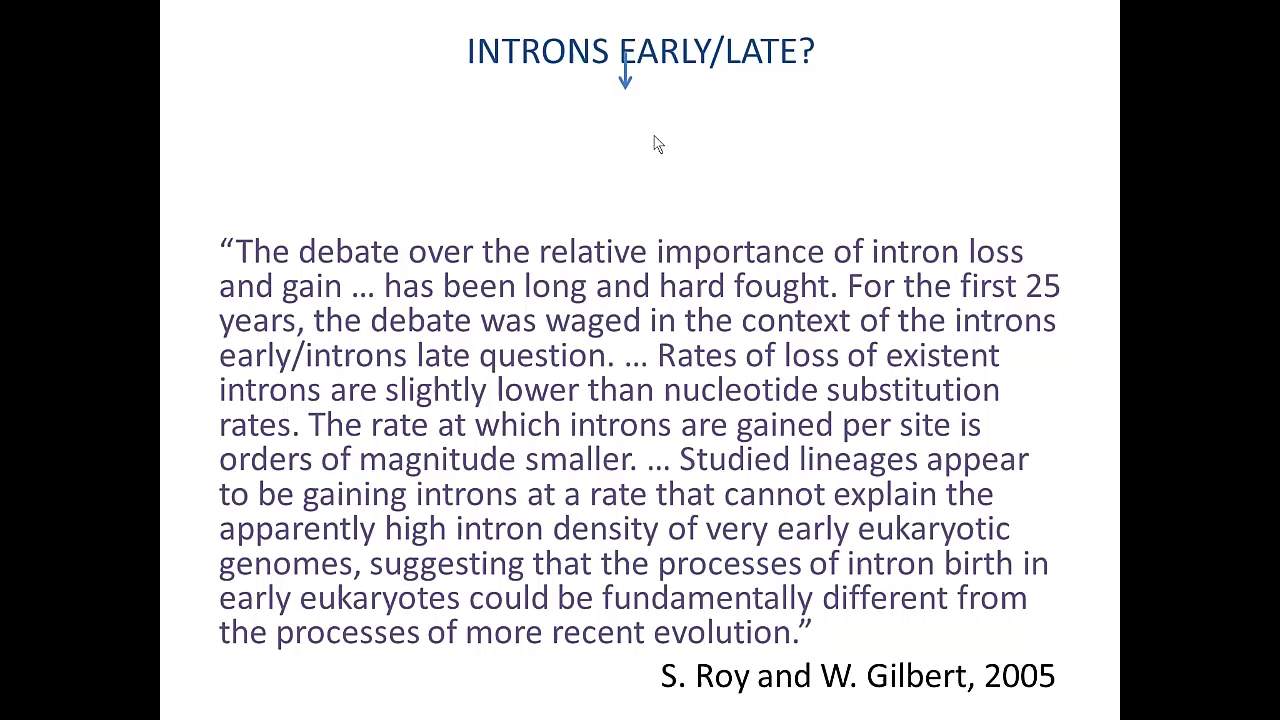 INTRONS EARLY/LATE?
“The debate over the relative importance of intron loss
and gain ... has been long and hard fought. For the first 25
years, the debate was waged in the context of the introns
early/introns late question. ... Rates of loss of existent
introns are slightly lower than nucleotide substitution
rates. The rate at which introns are gained per site is
orders of magnitude smaller. ... Studied lineages appear
to be gaining introns at a rate that cannot explain the
apparently high intron density of very early eukaryotic
genomes, suggesting that the processes of intron birth in
early eukaryotes could be fundamentally different from
the processes of more recent evolution.”
S. Roy and W. Gilbert, 2005